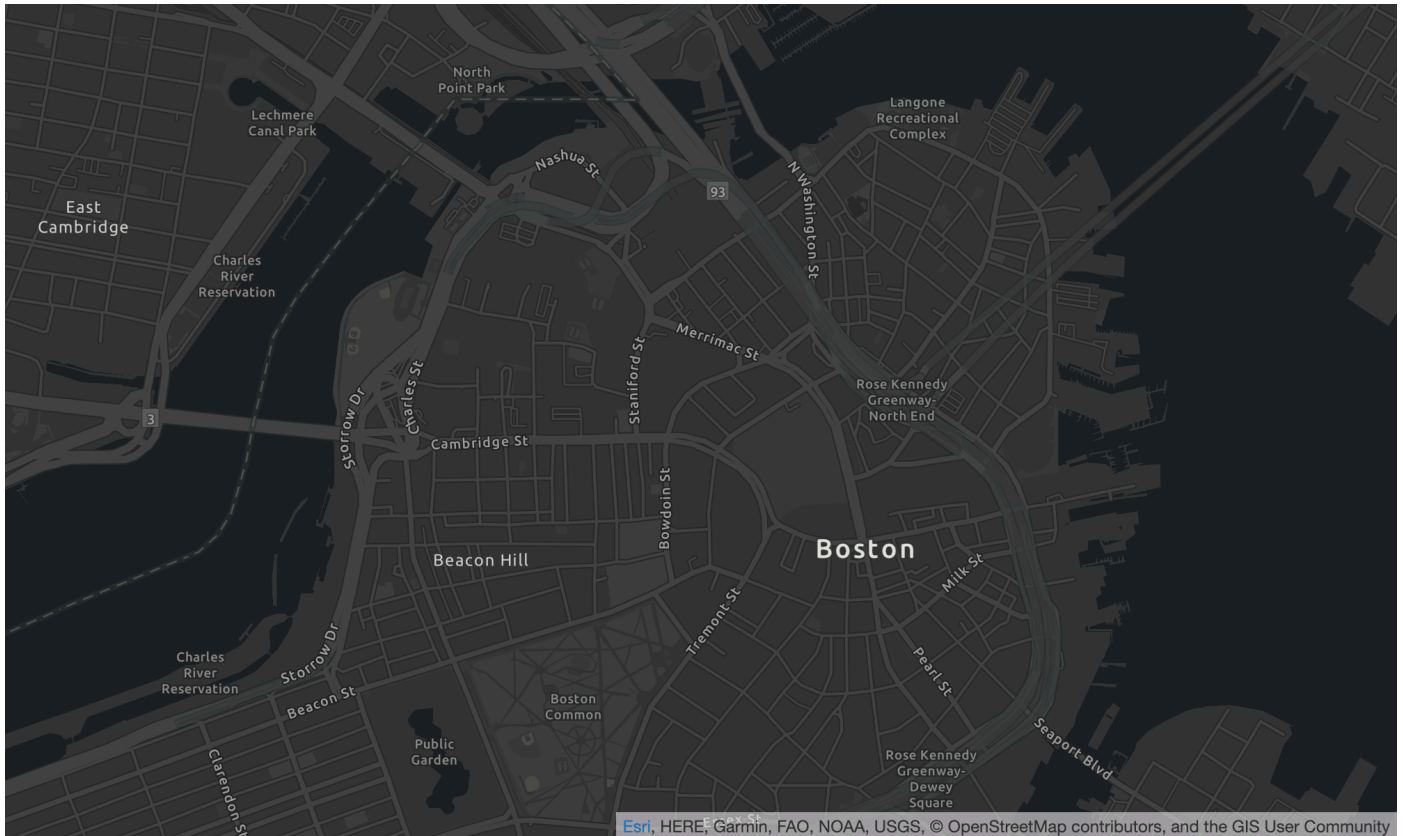 North
Point Park
Lechmere
Canal Park
Langone
Recreational
Complex
Nashua St
N Washington St
93
East
Cambridge
Charles
River
Reservation
Merrimac St
Staniford St
Charles St
Storrow Dr
Rose Kennedy
Greenway-
North End
3
Cambridge St
Bowdoin St
Boston
Beacon Hill
Milk St
Tremont St
Charles
River
Reservation
Storrow Dr
Pearl St
Beacon St
Boston
Common
Public
Garden
Seaport Blvd
Clarendon St
Rose Kennedy
Greenway-
Dewey
Square
Essex St
Esri, HERE, Garmin, FAO, NOAA, USGS, © OpenStreetMap contributors, and the GIS User Community